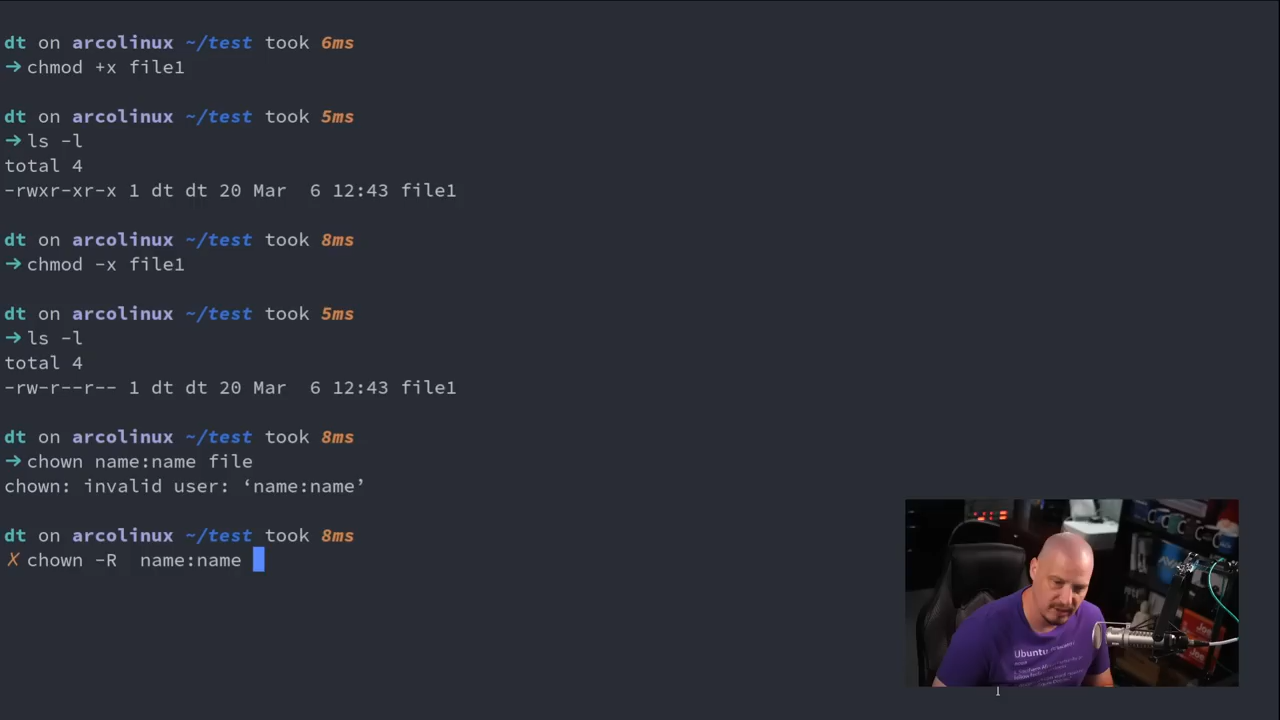 dt on arcolinux ~/test took 6ms
➜ chmod +x file1
dt on arcolinux ~/test took 5ms
➜ ls -l
total 4
-rwxr-xr-x 1 dt dt 20 Mar  6 12:43 file1
dt on arcolinux ~/test took 8ms
➜ chmod -x file1
dt on arcolinux ~/test took 5ms
➜ ls -l
total 4
-rw-r--r-- 1 dt dt 20 Mar  6 12:43 file1
dt on arcolinux ~/test took 8ms
➜ chown name:name file
chown: invalid user: ‘name:name’
dt on arcolinux ~/test took 8ms
✗ chown -R  name:name
Ubuntu